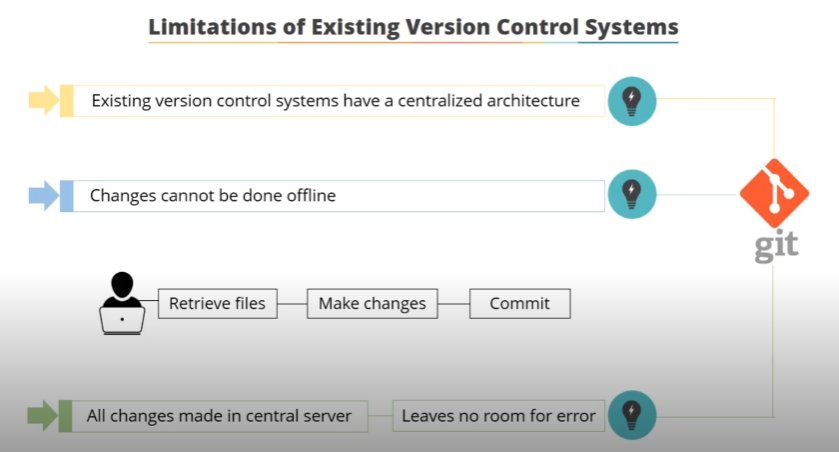 Limitations of Existing Version Control Systems
Existing version control systems have a centralized architecture
Changes cannot be done offline
git
Retrieve files
Make changes
Commit
All changes made in central server
Leaves no room for error